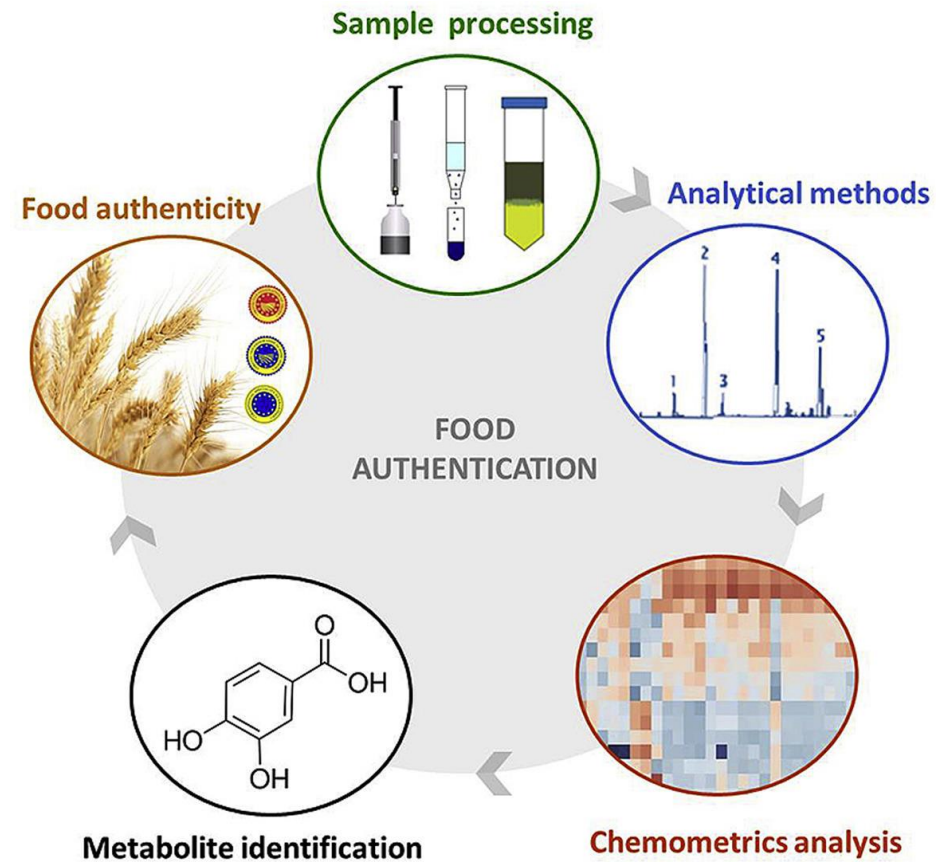 Sample processing
Food authenticity
Analytical methods
2
4
5
1
3
FOOD
AUTHENTICATION
O
OH
HO
OH
Metabolite identification
Chemometrics analysis